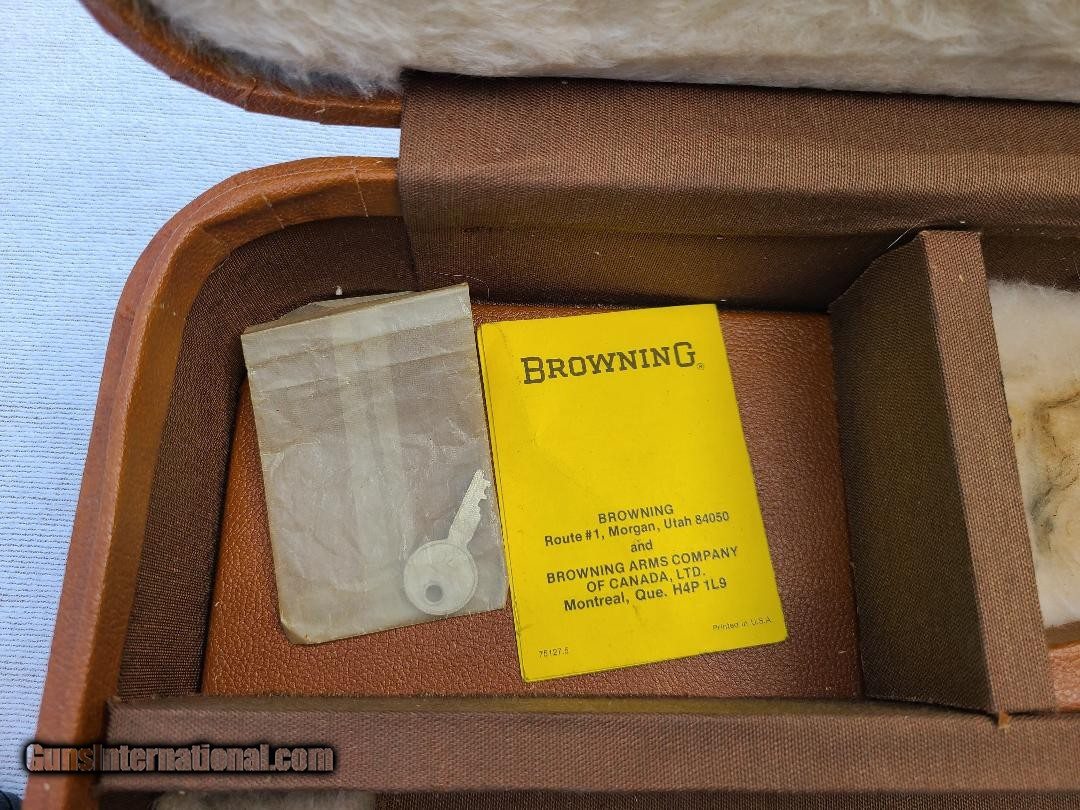 BROWNING®
BROWNING
Route #1, Morgan, Utah 84050
and
BROWNING ARMS COMPANY
OF CANADA, LTD.
Montreal, Que. H4P 1L9
Printed in U.S.A
75127.5
GunsInternational.com